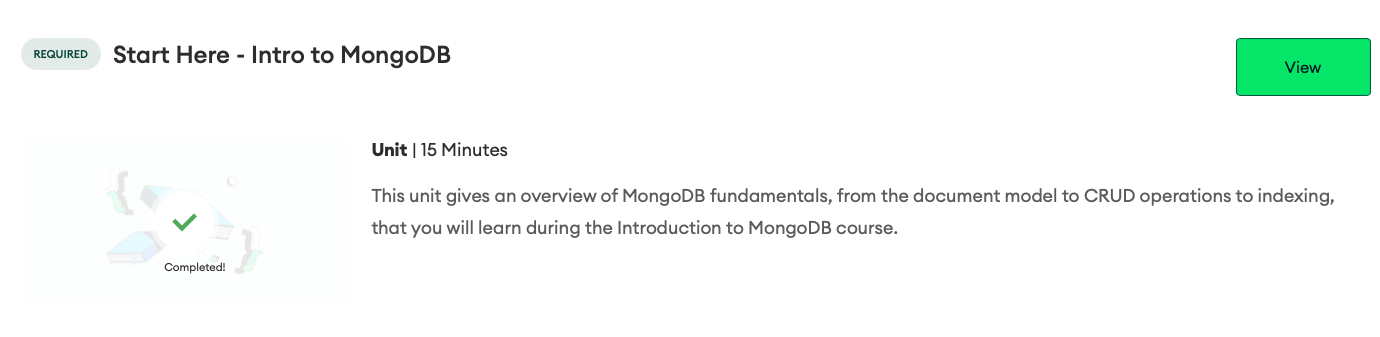 REQUIRED
Start Here - Intro to MongoDB
View
Unit | 15 Minutes
This unit gives an overview of MongoDB fundamentals, from the document model to CRUD operations to indexing,
that you will learn during the Introduction to MongoDB course.
Completed!